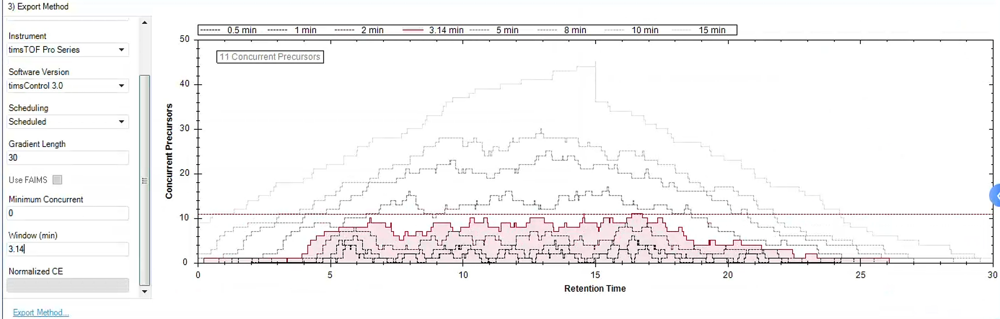 3) Export Method
Instrument
timsTOF Pro Series
Software Version
timsControl 3.0
Scheduling
Scheduled
Gradient Length
30
Use FAIMS
Minimum Concurrent
0
Window (min)
3.14
Normalized CE
Export Method...
0.5 min 1 min 2 min 3.14 min 5 min 8 min 10 min 15 min
11 Concurrent Precursors
Concurrent Precursors
50
40
30
20
10
0
0 5 10 15 20 25 30
Retention Time